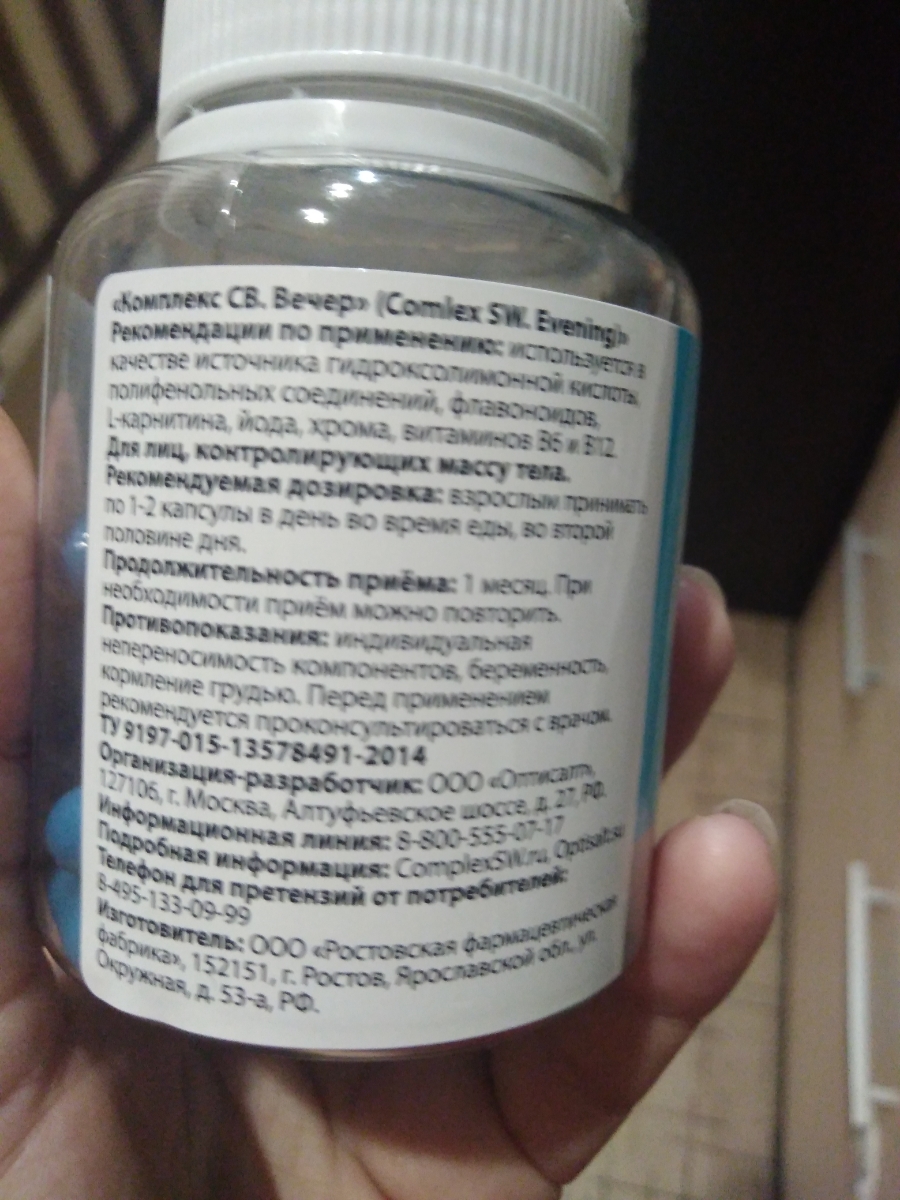 «Комплекс СВ. Вечер» (Comlex SW. Evening)»
Рекомендации по применению: используется в
качестве источника гидроксолимонной кислоты,
полифенольных соединений, флавоноидов,
L-карнитина, йода, хрома, витаминов В6 и В12.
Для лиц, контролирующих массу тела.
Рекомендуемая дозировка: взрослым принимать
по 1-2 капсулы в день во время еды, во второй
половине дня.
Продолжительность приёма: 1 месяц. При
необходимости приём можно повторить.
Противопоказания: индивидуальная
непереносимость компонентов, беременность,
кормление грудью. Перед применением
рекомендуется проконсультироваться с врачом.
ТУ 9197-015-13578491-2014
Организация-разработчик: ООО «Оптисалт»,
127106, г. Москва, Алтуфьевское шоссе, д. 27, РФ.
Информационная линия: 8-800-555-07-17
Подробная информация: ComplexSW.ru, Optisalt.su
Телефон для претензий от потребителей:
8-495-133-09-99
Изготовитель: ООО «Ростовская фармацевтическая
фабрика», 152151, г. Ростов, Ярославской обл., ул.
Окружная, д. 53-а, РФ.